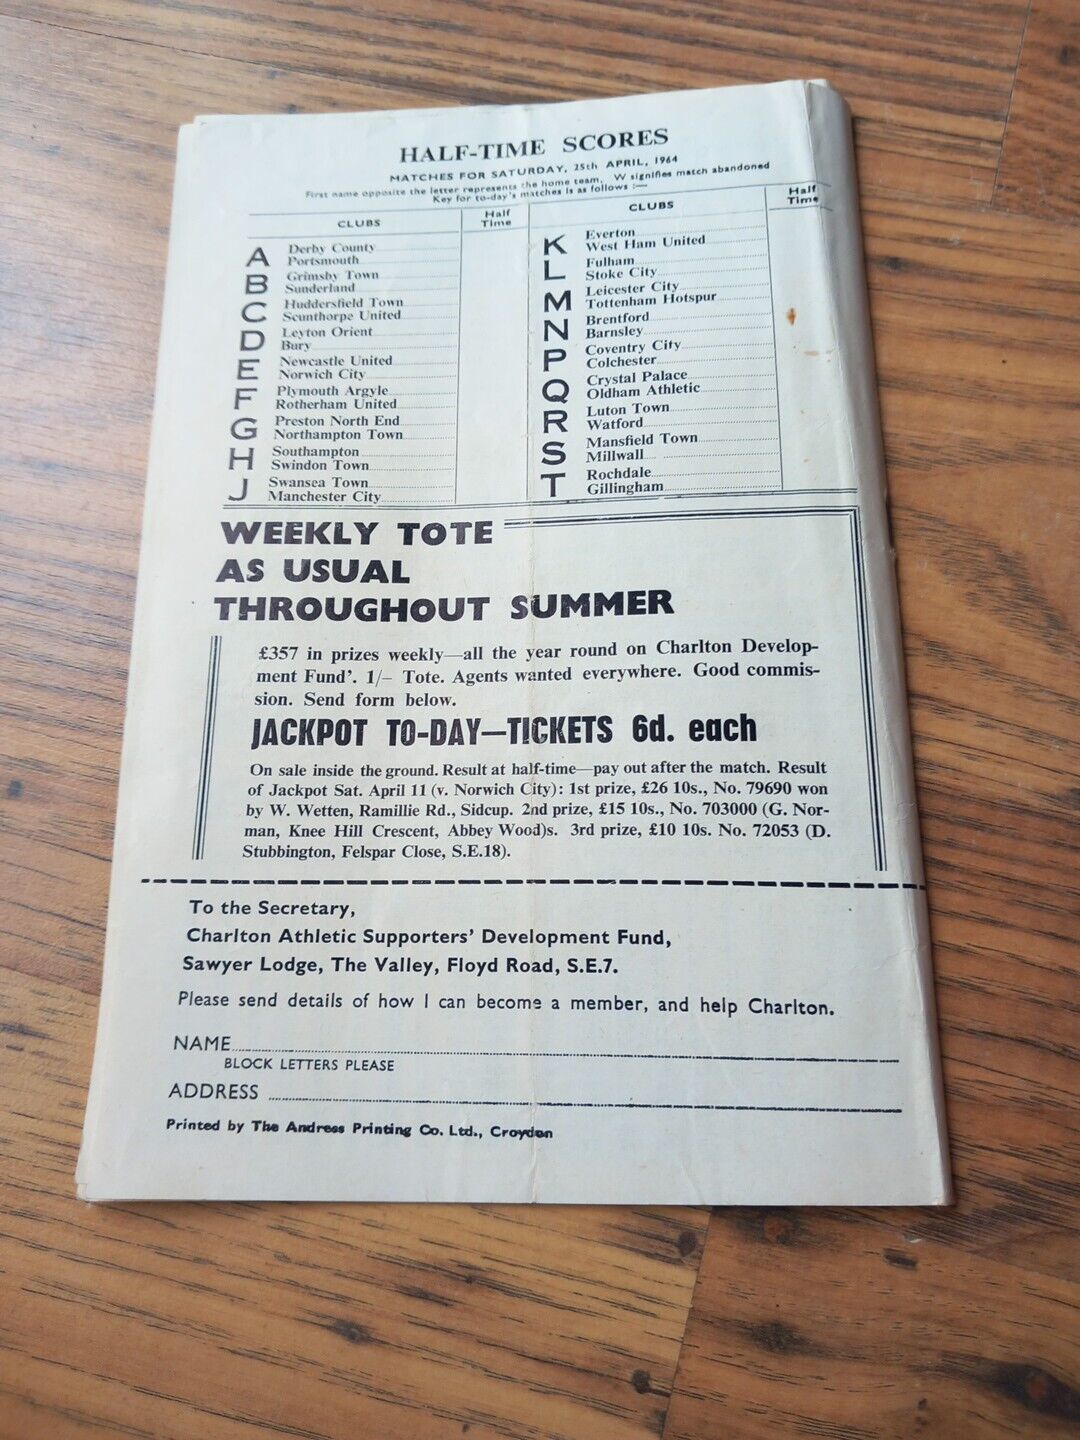 HALF-TIME SCORES
MATCHES FOR SATURDAY, 25th APRIL, 1964
First name opposite the letter represents the home team. W signifies match abandoned
Key for to-day's matches is as follows :—
CLUBS
Half
Time
A
Derby County
Portsmouth
B
Grimsby Town
Sunderland
C
Huddersfield Town
Scunthorpe United
D
Leyton Orient
Bury
E
Newcastle United
Norwich City
F
Plymouth Argyle
Rotherham United
G
Preston North End
Northampton Town
H
Southampton
Swindon Town
J
Swansea Town
Manchester City
CLUBS
Half
Time
K
Everton
West Ham United
L
Fulham
Stoke City
M
Leicester City
Tottenham Hotspur
N
Brentford
Barnsley
P
Coventry City
Colchester
Q
Crystal Palace
Oldham Athletic
R
Luton Town
Watford
S
Mansfield Town
Millwall
T
Rochdale
Gillingham
WEEKLY TOTE
AS USUAL
THROUGHOUT SUMMER
£357 in prizes weekly—all the year round on Charlton Develop-
ment Fund'. 1/– Tote. Agents wanted everywhere. Good commis-
sion. Send form below.
JACKPOT TO-DAY—TICKETS 6d. each
On sale inside the ground. Result at half-time—pay out after the match. Result
of Jackpot Sat. April 11 (v. Norwich City): 1st prize, £26 10s., No. 79690 won
by W. Wetten, Ramillie Rd., Sidcup. 2nd prize, £15 10s., No. 703000 (G. Nor-
man, Knee Hill Crescent, Abbey Wood)s. 3rd prize, £10 10s. No. 72053 (D.
Stubbington, Felspar Close, S.E.18).
To the Secretary,
Charlton Athletic Supporters' Development Fund,
Sawyer Lodge, The Valley, Floyd Road, S.E.7.
Please send details of how I can become a member, and help Charlton.
NAME
BLOCK LETTERS PLEASE
ADDRESS
Printed by The Andress Printing Co. Ltd., Croydon